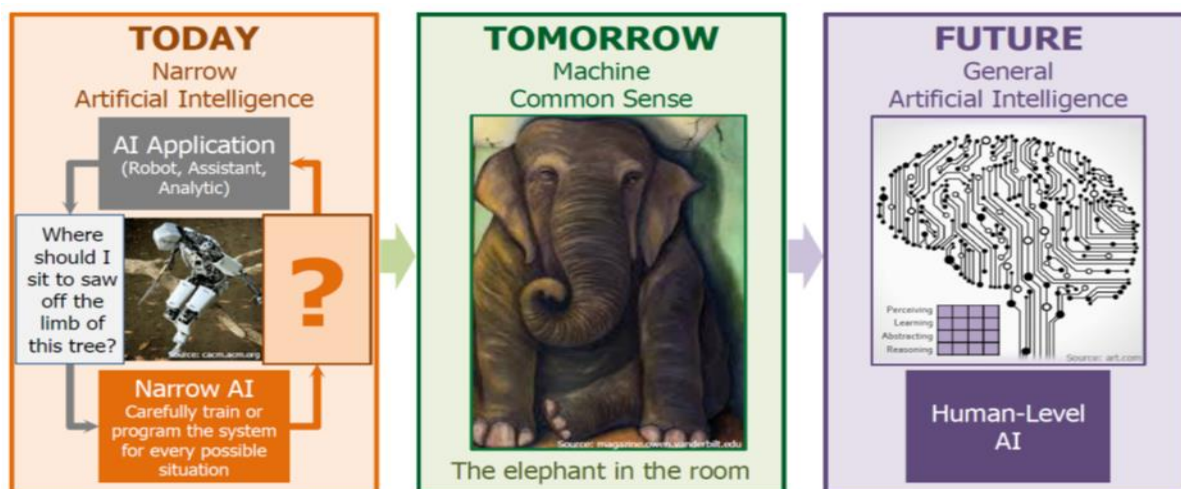 TODAY
Narrow
Artificial Intelligence
AI Application
(Robot, Assistant,
Analytic)
Where
should I
sit to saw
off the
limb of
this tree?
Source: cacm.acm.org
?
Narrow AI
Carefully train or
program the system
for every possible
situation
TOMORROW
Machine
Common Sense
Source: magazine.owen.vanderbilt.edu
The elephant in the room
FUTURE
General
Artificial Intelligence
Perceiving
Learning
Abstracting
Reasoning
Source: art.com
Human-Level
AI